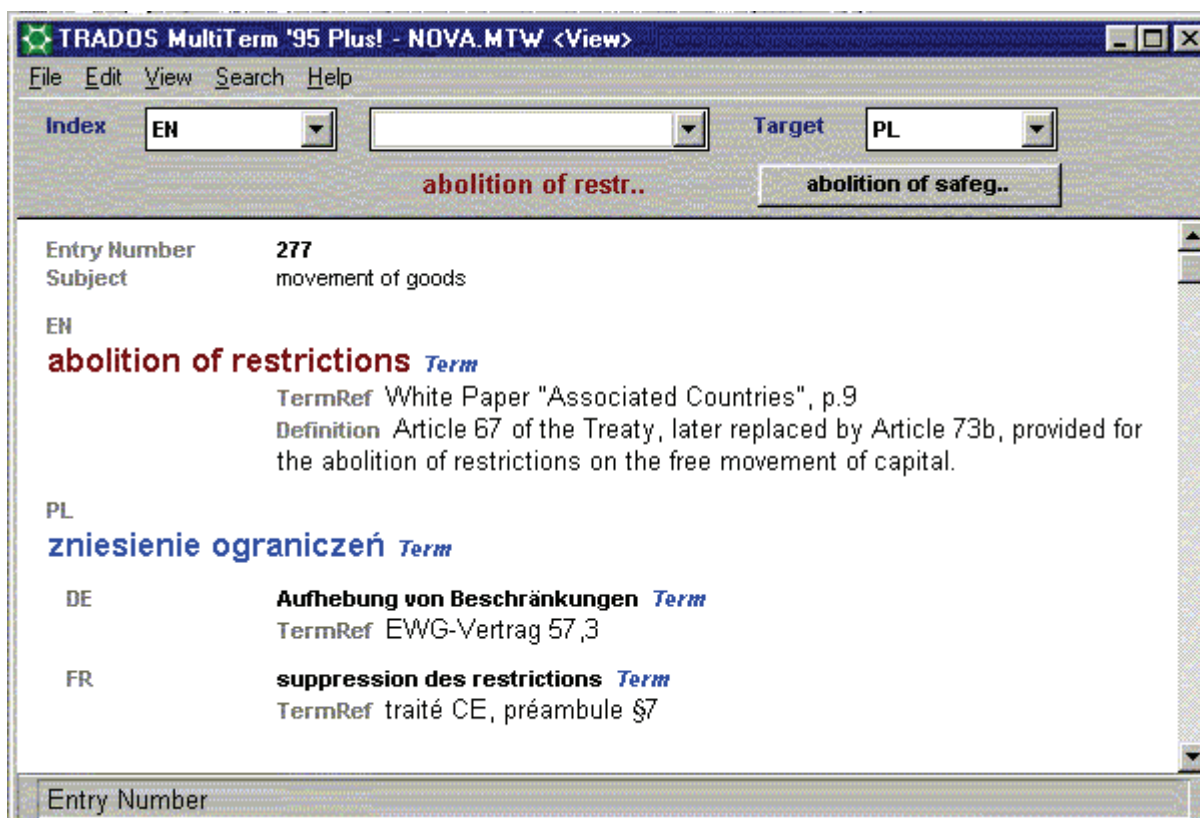 TRADOS MultiTerm '95 Plus! - NOVA.MTW <View>
File Edit View Search Help
Index EN Target PL
abolition of restr.. abolition of safeg..
Entry Number 277
Subject movement of goods
EN
abolition of restrictions Term
TermRef White Paper "Associated Countries", p.9
Definition Article 67 of the Treaty, later replaced by Article 73b, provided for
the abolition of restrictions on the free movement of capital.
PL
zniesienie ograniczeń Term
DE Aufhebung von Beschränkungen Term
TermRef EWG-Vertrag 57,3
FR suppression des restrictions Term
TermRef traité CE, préambule §7
Entry Number